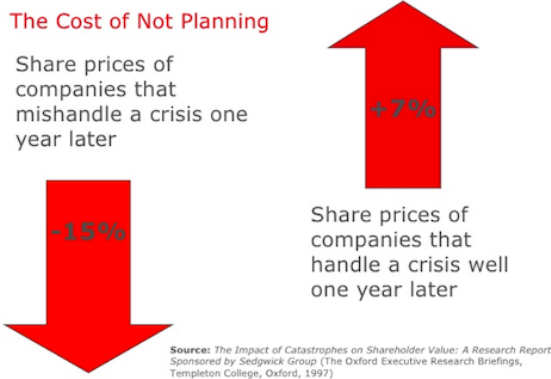 The Cost of Not Planning
Share prices of
companies that
mishandle a crisis one
year later
-15%
+7%
Share prices of
companies that
handle a crisis well
one year later
Source: The Impact of Catastrophes on Shareholder Value: A Research Report
Sponsored by Sedgwick Group (The Oxford Executive Research Briefings,
Templeton College, Oxford, 1997)